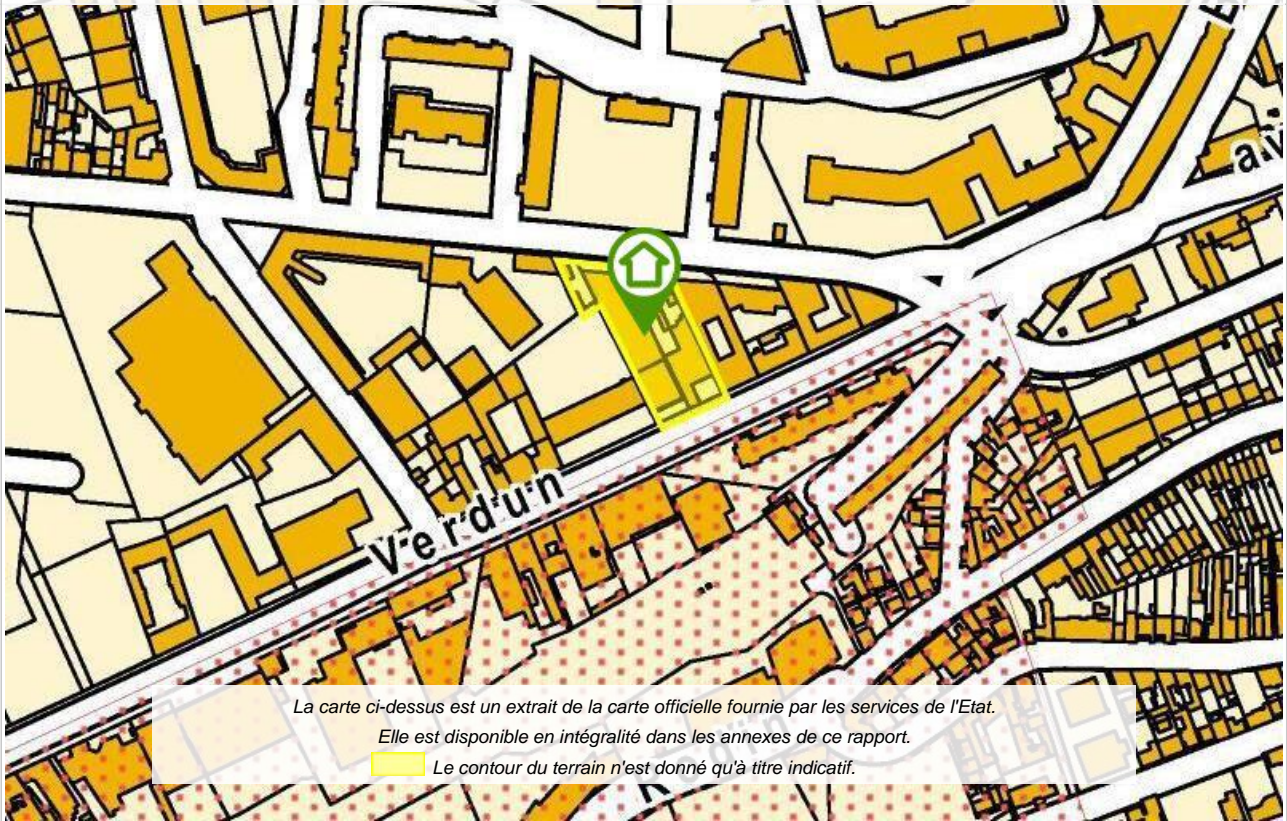 av
Verdun
La carte ci-dessus est un extrait de la carte officielle fournie par les services de l'Etat.
Elle est disponible en intégralité dans les annexes de ce rapport.
Le contour du terrain n'est donné qu'à titre indicatif.